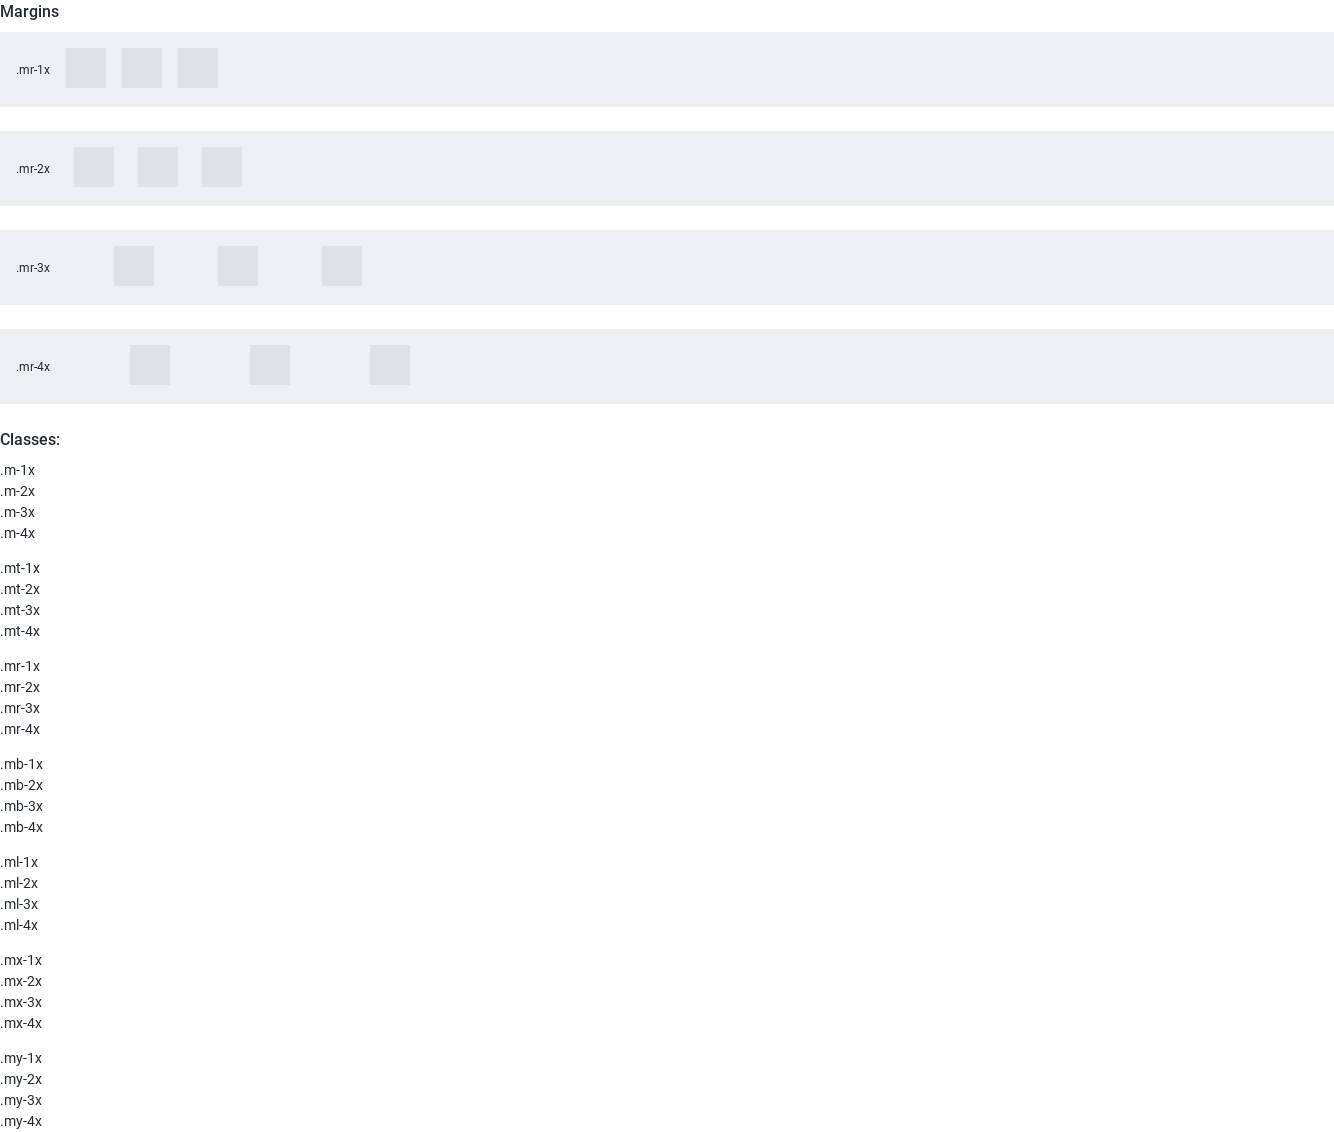 Margins
.mr-1x
.mr-2x
.mr-3x
.mr-4x
Classes:
.m-1x
.m-2x
.m-3x
.m-4x
.mt-1x
.mt-2x
.mt-3x
.mt-4x
.mr-1x
.mr-2x
.mr-3x
.mr-4x
.mb-1x
.mb-2x
.mb-3x
.mb-4x
.ml-1x
.ml-2x
.ml-3x
.ml-4x
.mx-1x
.mx-2x
.mx-3x
.mx-4x
.my-1x
.my-2x
.my-3x
.my-4x